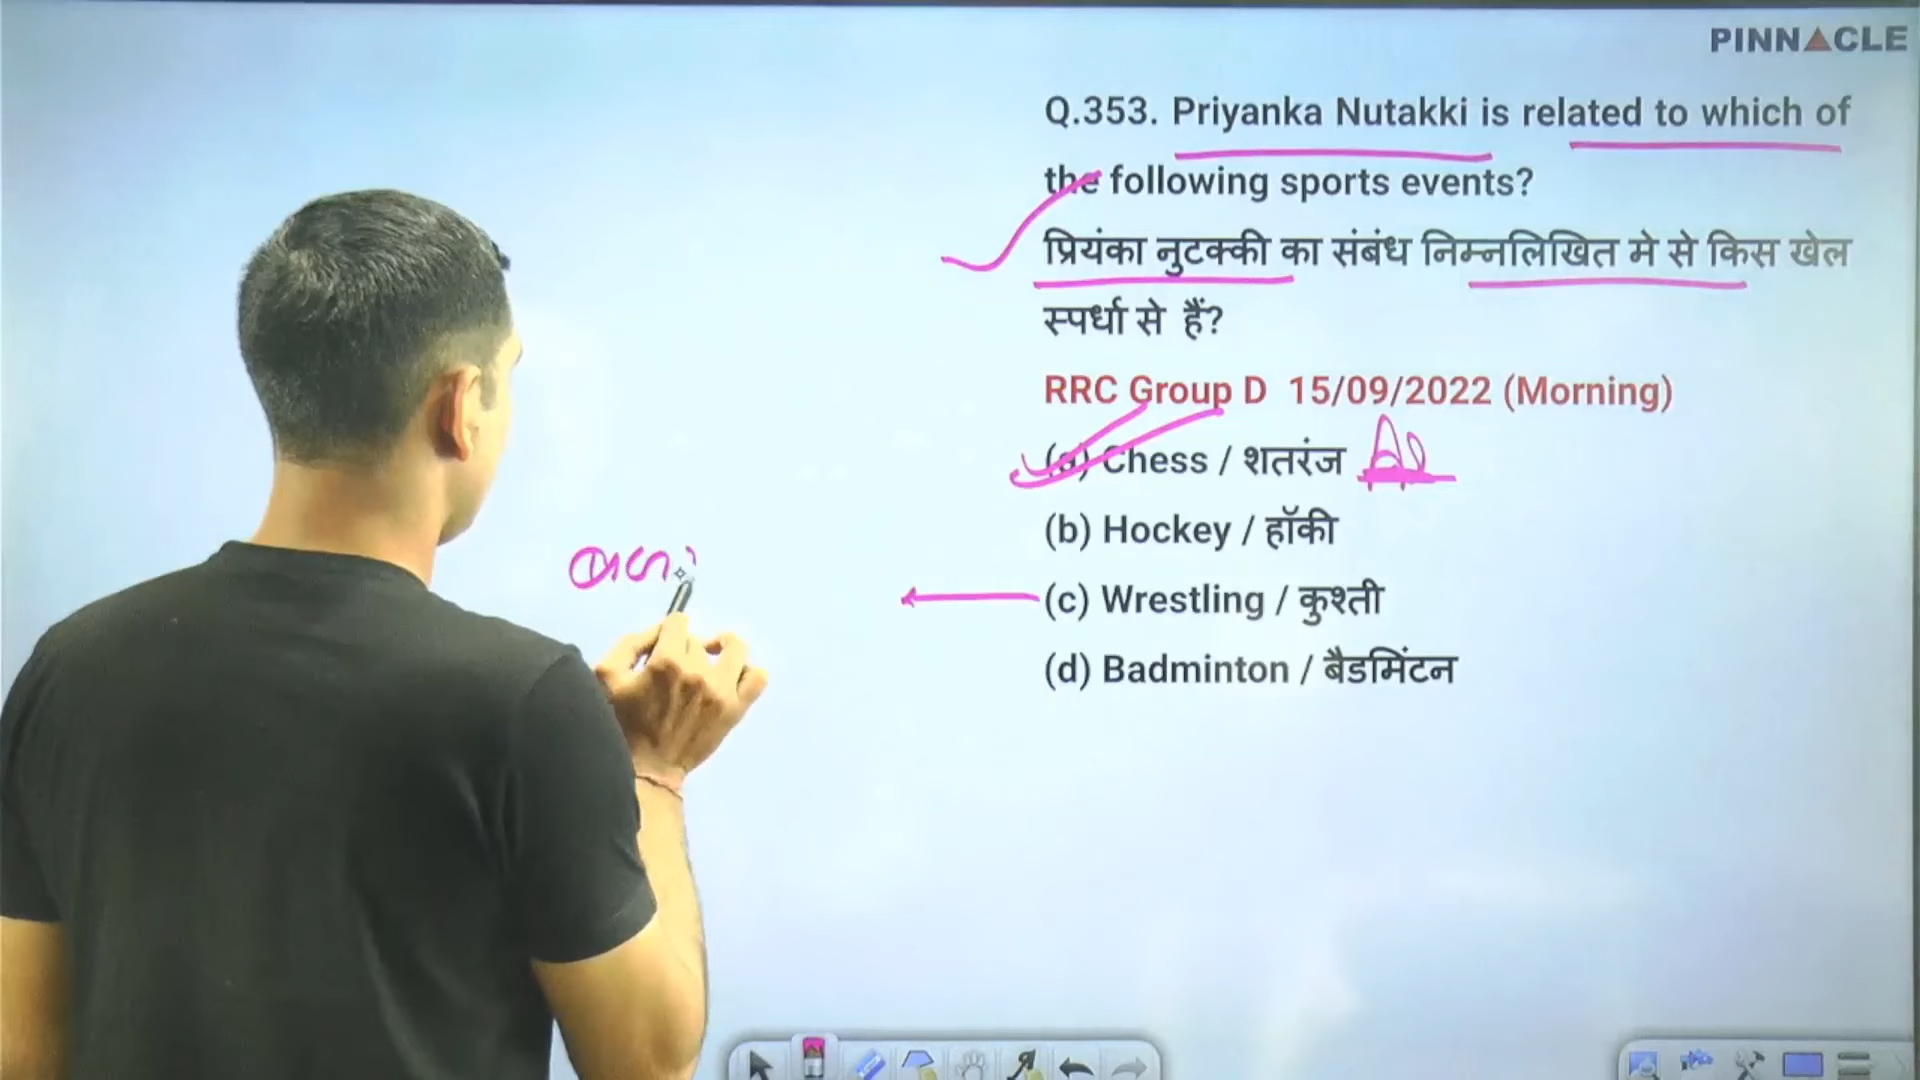 PINNACLE
Q.353. Priyanka Nutakki is related to which of
the following sports events?
प्रियंका नुटक्की का संबंध निम्नलिखित मे से किस खेल
स्पर्धा से हैं?
RRC Group D 15/09/2022 (Morning)
(a) Chess / शतरंज AP
(b) Hockey / हॉकी
(c) Wrestling / कुश्ती
(d) Badminton / बैडमिंटन